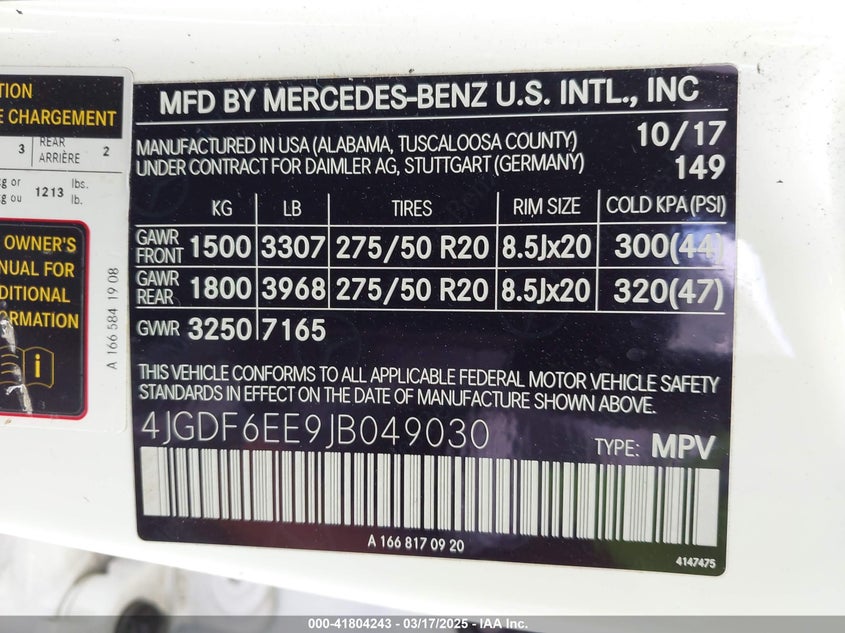 TION
E CHARGEMENT
3 REAR ARRIÈRE 2
kg or
kg ou 1213 lbs. lb.
OWNER'S
NUAL FOR
DITIONAL
ORMATION
A 166 584 19 08
MFD BY MERCEDES-BENZ U.S. INTL., INC
MANUFACTURED IN USA (ALABAMA, TUSCALOOSA COUNTY) 10/17
UNDER CONTRACT FOR DAIMLER AG, STUTTGART (GERMANY) 149
KG LB TIRES RIM SIZE COLD KPA (PSI)
GAWR FRONT 1500 3307 275/50 R20 8.5Jx20 300(44)
GAWR REAR 1800 3968 275/50 R20 8.5Jx20 320(47)
GVWR 3250 7165
THIS VEHICLE CONFORMS TO ALL APPLICABLE FEDERAL MOTOR VEHICLE SAFETY
STANDARDS IN EFFECT ON THE DATE OF MANUFACTURE SHOWN ABOVE.
4JGDF6EE9JB049030 TYPE: MPV
A 166 817 09 20
4147475
000-41804243 - 03/17/2025 - IAA Inc.